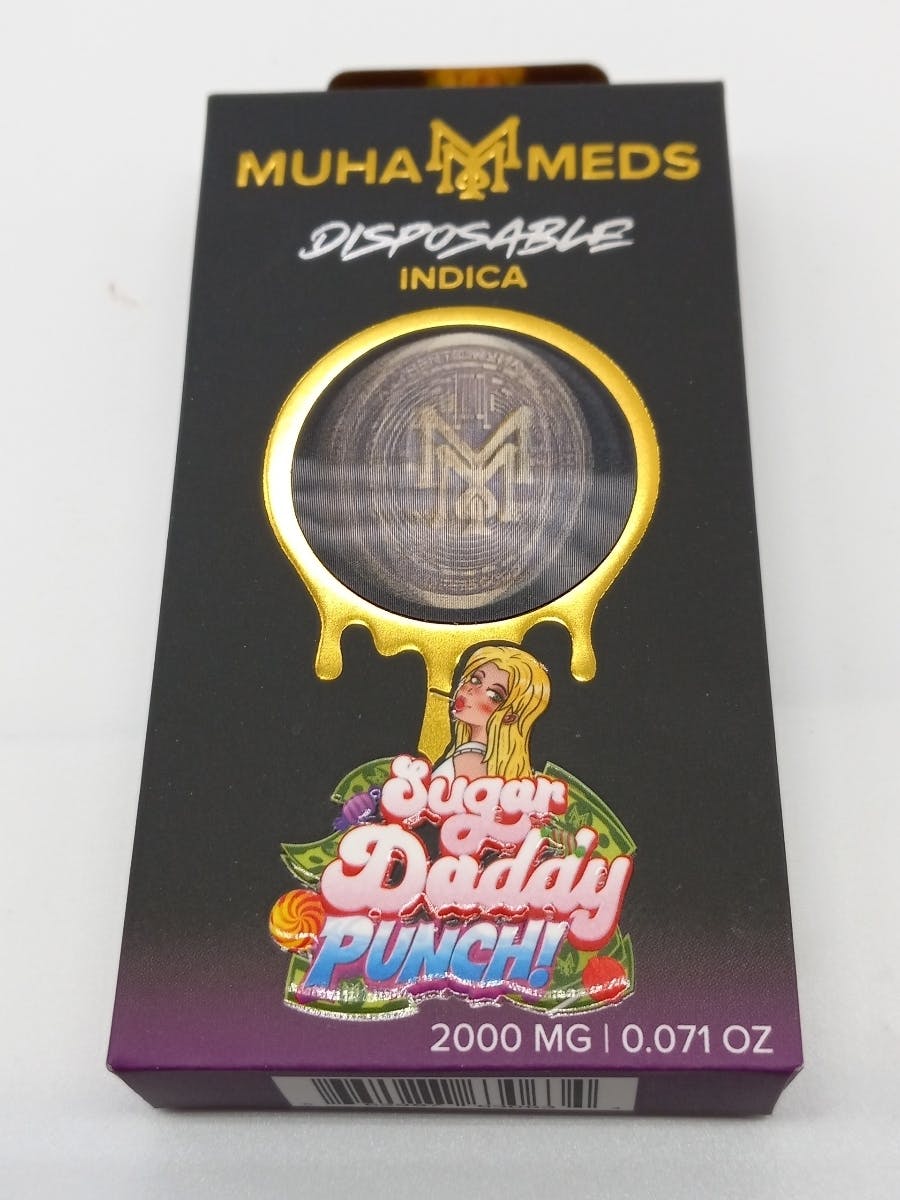 MUHA MEDS
DISPOSABLE
INDICA
Sugar
Daddy
PUNCH!
2000 MG | 0.071 OZ